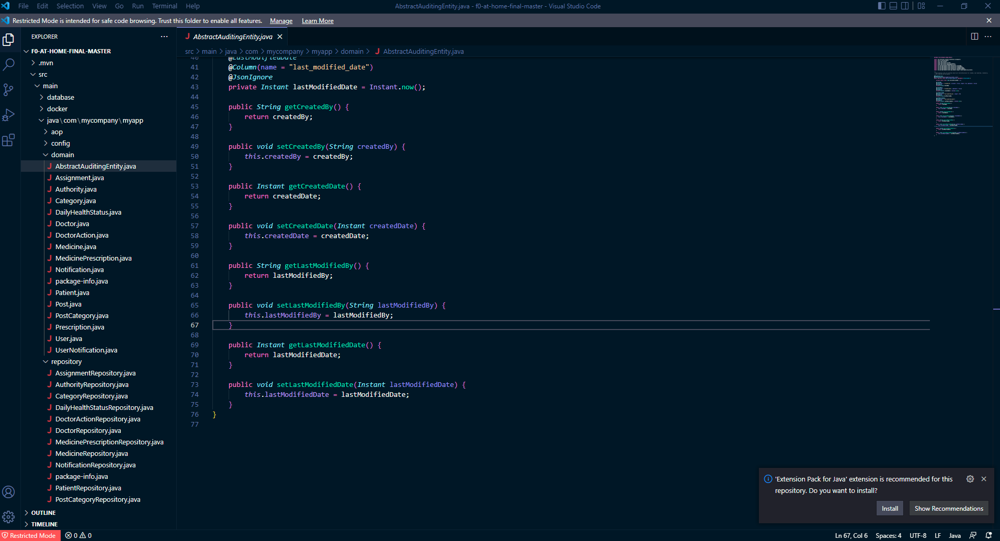 File Edit Selection View Go Run Terminal Help
AbstractAuditingEntity.java - f0-at-home-final-master - Visual Studio Code
Restricted Mode is intended for safe code browsing. Trust this folder to enable all features. Manage Learn More
EXPLORER
F0-AT-HOME-FINAL-MASTER
.mvn
src
main
database
docker
java\com\mycompany\myapp
aop
config
domain
AbstractAuditingEntity.java
Assignment.java
Authority.java
Category.java
DailyHealthStatus.java
Doctor.java
DoctorAction.java
Medicine.java
MedicinePrescription.java
Notification.java
package-info.java
Patient.java
Post.java
PostCategory.java
Prescription.java
User.java
UserNotification.java
repository
AssignmentRepository.java
AuthorityRepository.java
CategoryRepository.java
DailyHealthStatusRepository.java
DoctorActionRepository.java
DoctorRepository.java
MedicinePrescriptionRepository.java
MedicineRepository.java
NotificationRepository.java
package-info.java
PatientRepository.java
PostCategoryRepository.java
OUTLINE
TIMELINE
AbstractAuditingEntity.java
src > main > java > com > mycompany > myapp > domain > AbstractAuditingEntity.java
40 @LastModifiedDate
41 @Column(name = "last_modified_date")
42 @JsonIgnore
43 private Instant lastModifiedDate = Instant.now();
44
45 public String getCreatedBy() {
46 return createdBy;
47 }
48
49 public void setCreatedBy(String createdBy) {
50 this.createdBy = createdBy;
51 }
52
53 public Instant getCreatedDate() {
54 return createdDate;
55 }
56
57 public void setCreatedDate(Instant createdDate) {
58 this.createdDate = createdDate;
59 }
60
61 public String getLastModifiedBy() {
62 return lastModifiedBy;
63 }
64
65 public void setLastModifiedBy(String lastModifiedBy) {
66 this.lastModifiedBy = lastModifiedBy;
67 }
68
69 public Instant getLastModifiedDate() {
70 return lastModifiedDate;
71 }
72
73 public void setLastModifiedDate(Instant lastModifiedDate) {
74 this.lastModifiedDate = lastModifiedDate;
75 }
76 }
77
'Extension Pack for Java' extension is recommended for this
repository. Do you want to install?
Install Show Recommendations
Restricted Mode 0 0 Ln 67, Col 6 Spaces: 4 UTF-8 LF Java